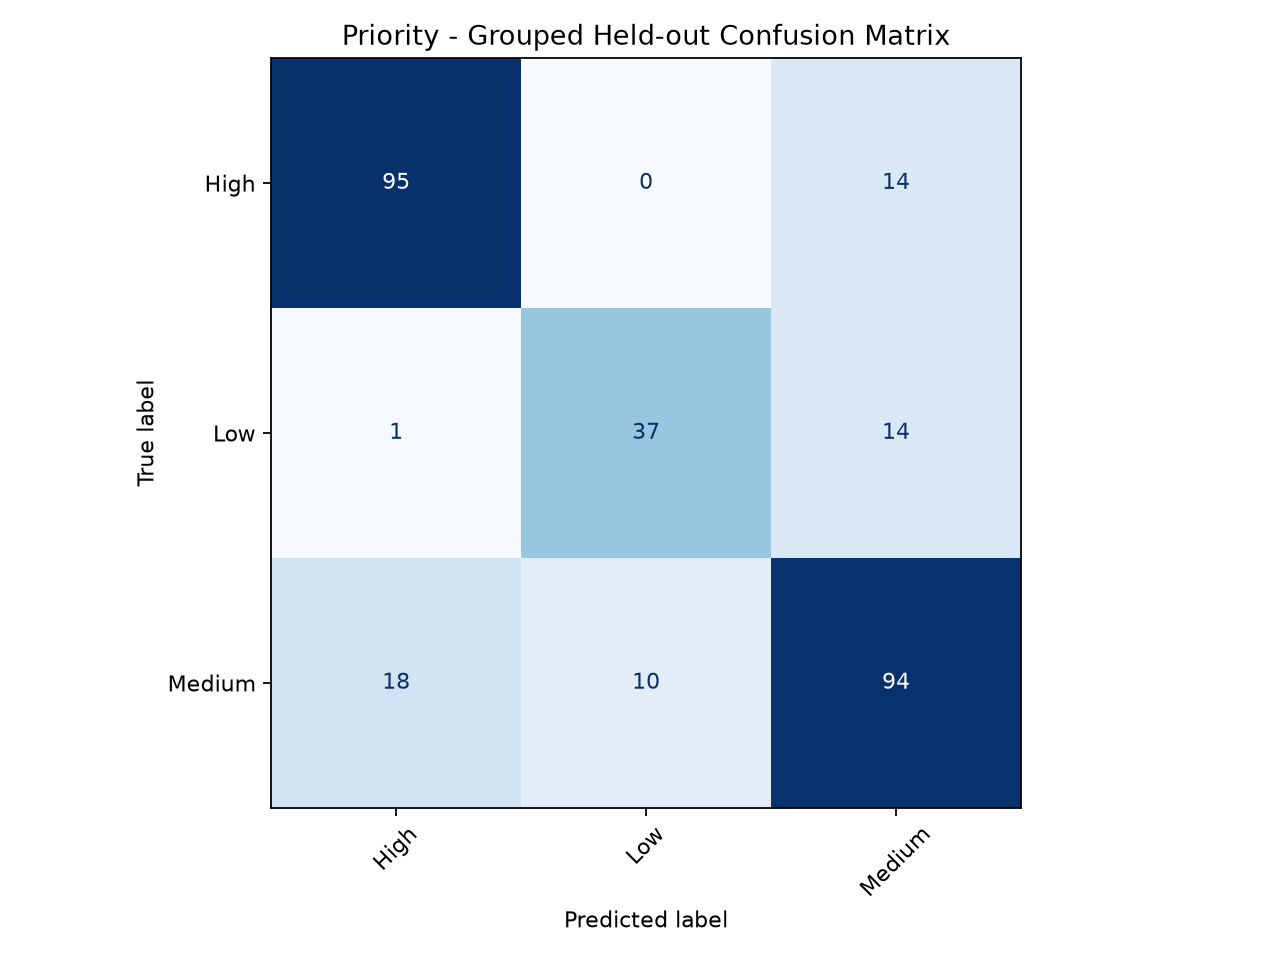 Priority - Grouped Held-out Confusion Matrix
High
95
0
14
Low
1
37
14
Medium
18
10
94
True label
High
Low
Medium
Predicted label